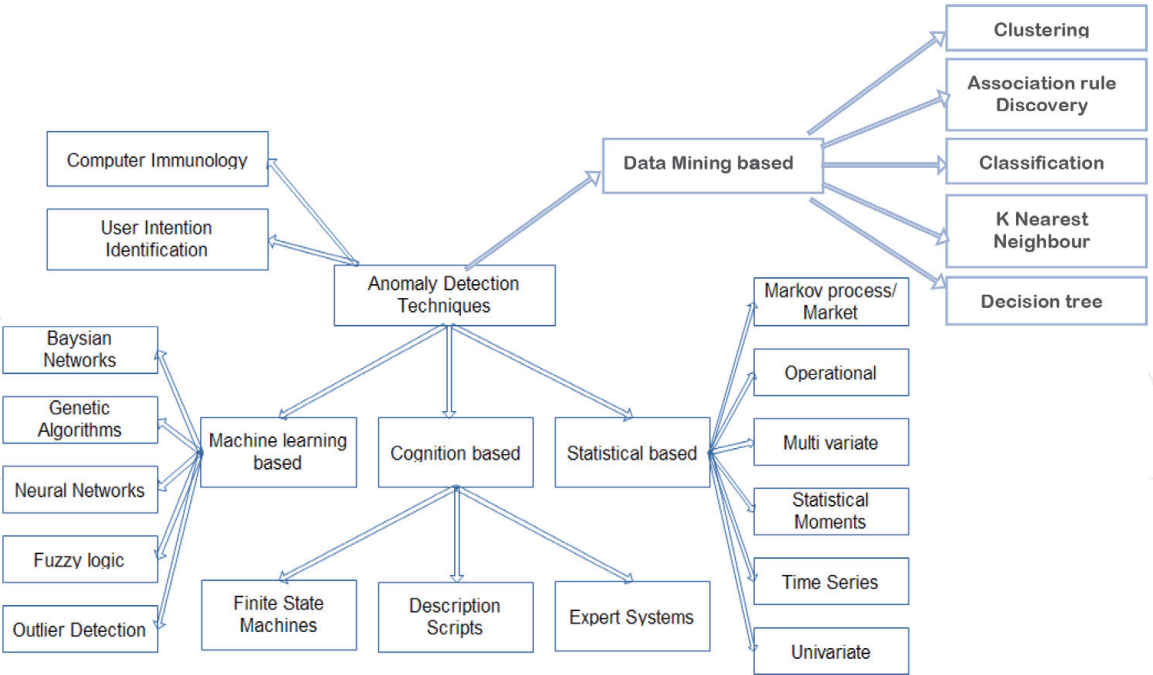 Clustering
Association rule
Discovery
Computer Immunology
Data Mining based
Classification
User Intention
Identification
K Nearest
Neighbour
Anomaly Detection
Techniques
Markov process/
Market
Decision tree
Baysian
Networks
Operational
Genetic
Algorithms
Machine learning
based
Cognition based
Statistical based
Multi variate
Neural Networks
Statistical
Moments
Fuzzy logic
Time Series
Finite State
Machines
Description
Scripts
Expert Systems
Outlier Detection
Univariate